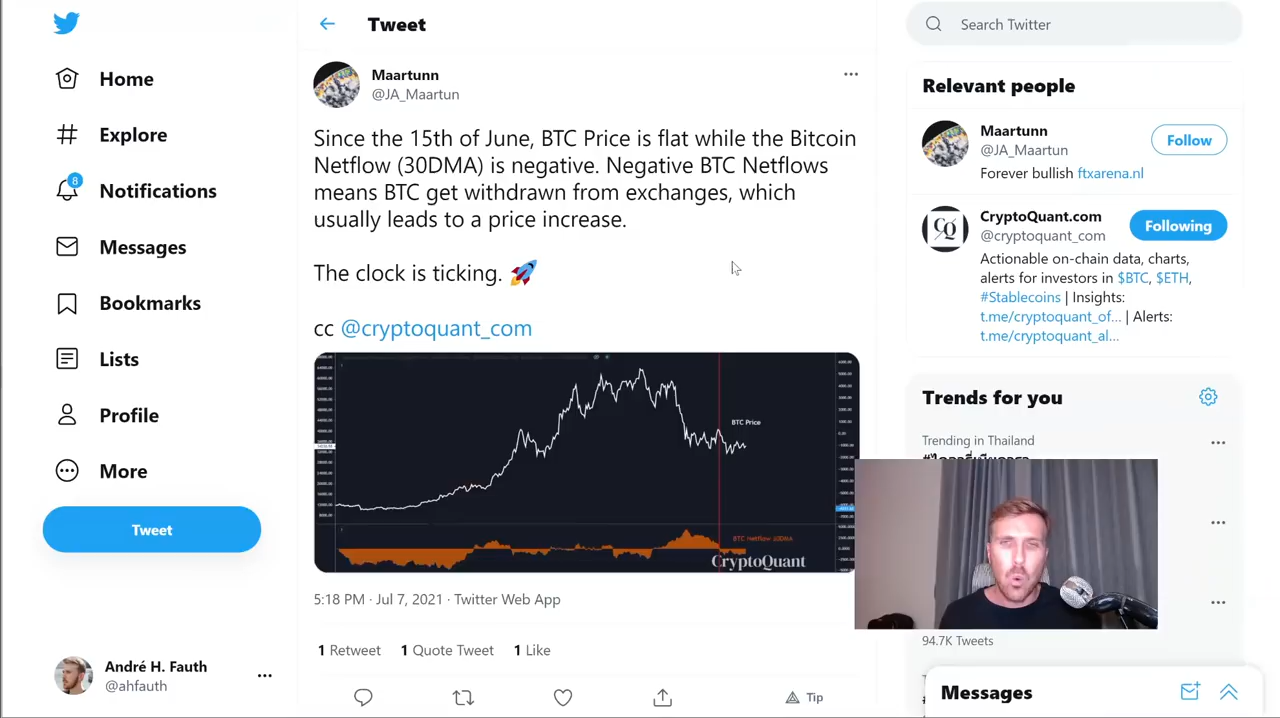 Tweet
Search Twitter
Home
Explore
8
Notifications
Messages
Bookmarks
Lists
Profile
More
Tweet
André H. Fauth
@ahfauth
Maartunn
@JA_Maartun
Since the 15th of June, BTC Price is flat while the Bitcoin
Netflow (30DMA) is negative. Negative BTC Netflows
means BTC get withdrawn from exchanges, which
usually leads to a price increase.
The clock is ticking. 🚀
cc @cryptoquant_com
BTC Price
BTC Netflow 30DMA
CryptoQuant
5:18 PM · Jul 7, 2021 · Twitter Web App
1 Retweet 1 Quote Tweet 1 Like
Tip
Relevant people
Maartunn
@JA_Maartun
Follow
Forever bullish ftxarena.nl
CryptoQuant.com
@cryptoquant_com
Following
Actionable on-chain data, charts,
alerts for investors in $BTC, $ETH,
#Stablecoins | Insights:
t.me/cryptoquant_of... | Alerts:
t.me/cryptoquant_al...
Trends for you
Trending in Thailand
94.7K Tweets
Messages